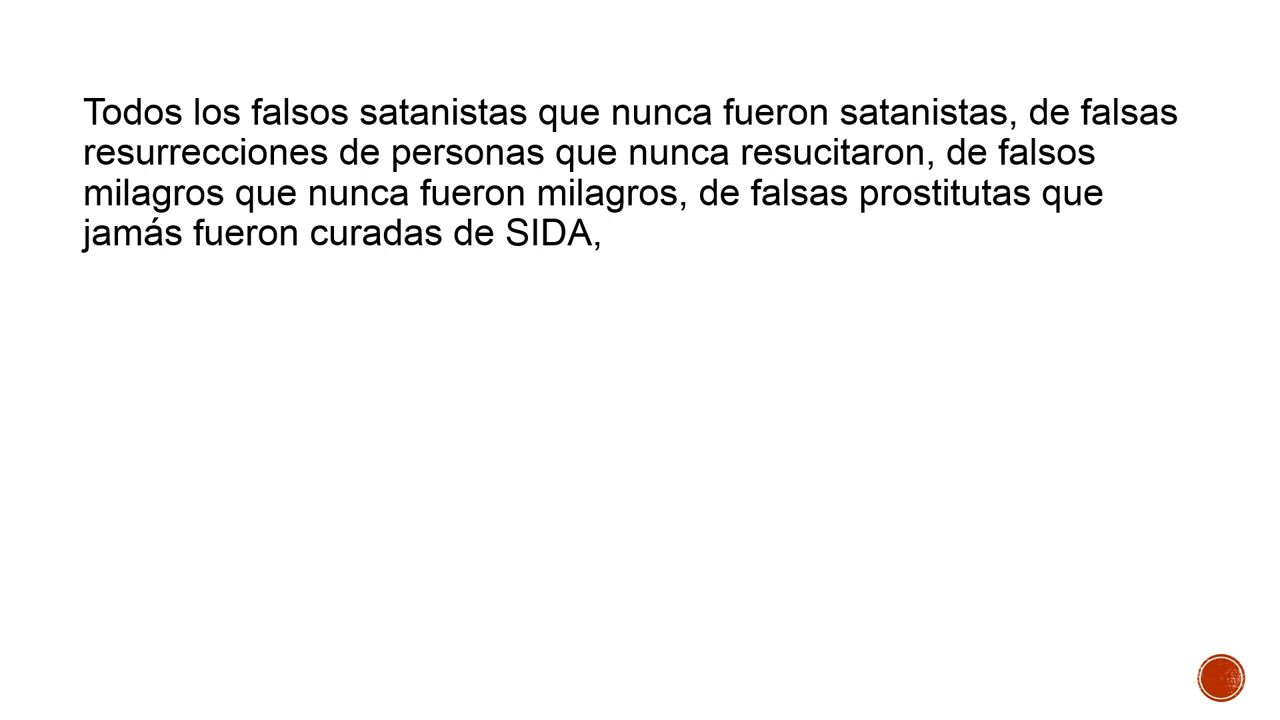 Todos los falsos satanistas que nunca fueron satanistas, de falsas
resurrecciones de personas que nunca resucitaron, de falsos
milagros que nunca fueron milagros, de falsas prostitutas que
jamás fueron curadas de SIDA,